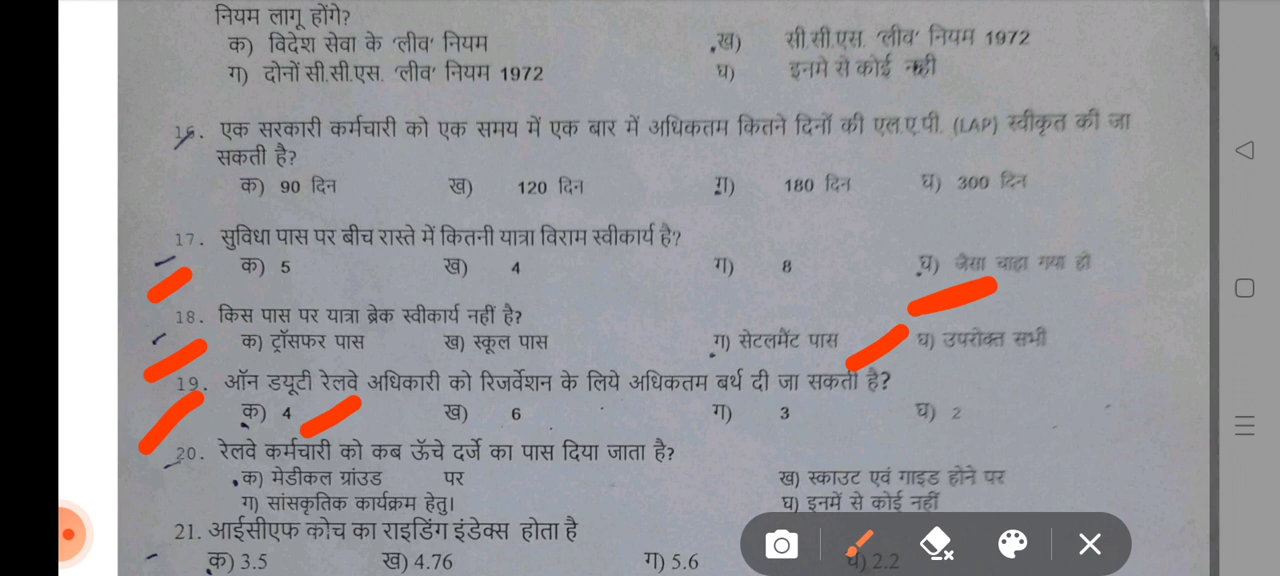 नियम लागू होंगे?
क) विदेश सेवा के 'लीव' नियम ख) सी.सी.एस. 'लीव' नियम 1972
ग) दोनों सी.सी.एस. 'लीव' नियम 1972 घ) इनमे से कोई नही
16. एक सरकारी कर्मचारी को एक समय में एक बार में अधिकतम कितने दिनों की एल.ए.पी. (LAP) स्वीकृत की जा
सकती है?
क) 90 दिन ख) 120 दिन ग) 180 दिन घ) 300 दिन
17. सुविधा पास पर बीच रास्ते में कितनी यात्रा विराम स्वीकार्य है?
क) 5 ख) 4 ग) 8 घ) जैसा चाहा गया हो
18. किस पास पर यात्रा ब्रेक स्वीकार्य नहीं है?
क) ट्रॉसफर पास ख) स्कूल पास ग) सेटलमैंट पास घ) उपरोक्त सभी
19. ऑन डयूटी रेलवे अधिकारी को रिजर्वेशन के लिये अधिकतम बर्थ दी जा सकती है?
क) 4 ख) 6 ग) 3 घ) 2
20. रेलवे कर्मचारी को कब ऊँचे दर्जे का पास दिया जाता है?
क) मेडीकल ग्रांउड पर ख) स्काउट एवं गाइड होने पर
ग) सांसकृतिक कार्यक्रम हेतु। घ) इनमें से कोई नहीं
21. आईसीएफ कोच का राइडिंग इंडेक्स होता है
क) 3.5 ख) 4.76 ग) 5.6 घ) 2.2